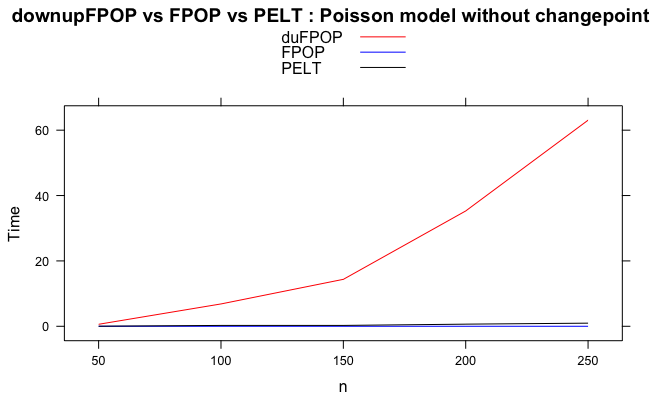 downupFPOP vs FPOP vs PELT : Poisson model without changepoint
duFPOP
FPOP
PELT
60
40
20
0
Time
50 100 150 200 250
n